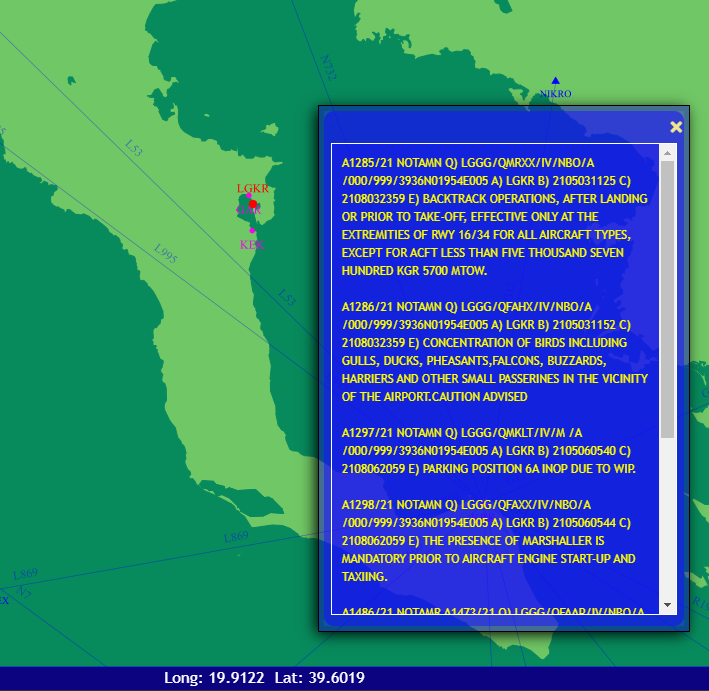 N732
NIKRO
L53
LGKR
KEK
L995
L53
A1285/21 NOTAMN Q) LGGG/QMRXX/IV/NBO/A
/000/999/3936N01954E005 A) LGKR B) 2105031125 C)
2108032359 E) BACKTRACK OPERATIONS, AFTER LANDING
OR PRIOR TO TAKE-OFF, EFFECTIVE ONLY AT THE
EXTREMITIES OF RWY 16/34 FOR ALL AIRCRAFT TYPES,
EXCEPT FOR ACFT LESS THAN FIVE THOUSAND SEVEN
HUNDRED KGR 5700 MTOW.
A1286/21 NOTAMN Q) LGGG/QFAHX/IV/NBO/A
/000/999/3936N01954E005 A) LGKR B) 2105031152 C)
2108032359 E) CONCENTRATION OF BIRDS INCLUDING
GULLS, DUCKS, PHEASANTS,FALCONS, BUZZARDS,
HARRIERS AND OTHER SMALL PASSERINES IN THE VICINITY
OF THE AIRPORT.CAUTION ADVISED
A1297/21 NOTAMN Q) LGGG/QMKLT/IV/M /A
/000/999/3936N01954E005 A) LGKR B) 2105060540 C)
2108062059 E) PARKING POSITION 6A INOP DUE TO WIP.
A1298/21 NOTAMN Q) LGGG/QFAXX/IV/NBO/A
/000/999/3936N01954E005 A) LGKR B) 2105060544 C)
2108062059 E) THE PRESENCE OF MARSHALLER IS
MANDATORY PRIOR TO AIRCRAFT ENGINE START-UP AND
TAXIING.
A1486/21 NOTAMR A1473/21 Q) LGGG/QFAAP/IV/NBO/A
L869
L869
Long: 19.9122 Lat: 39.6019